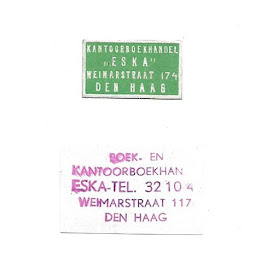 KANTOORBOEKHANDEL
„ESKA”
WEIMARSTRAAT 174
DEN HAAG
BOEK- EN
KANTOORBOEKHAN
ESKA-TEL. 32 10 4
WEIMARSTRAAT 117
DEN HAAG